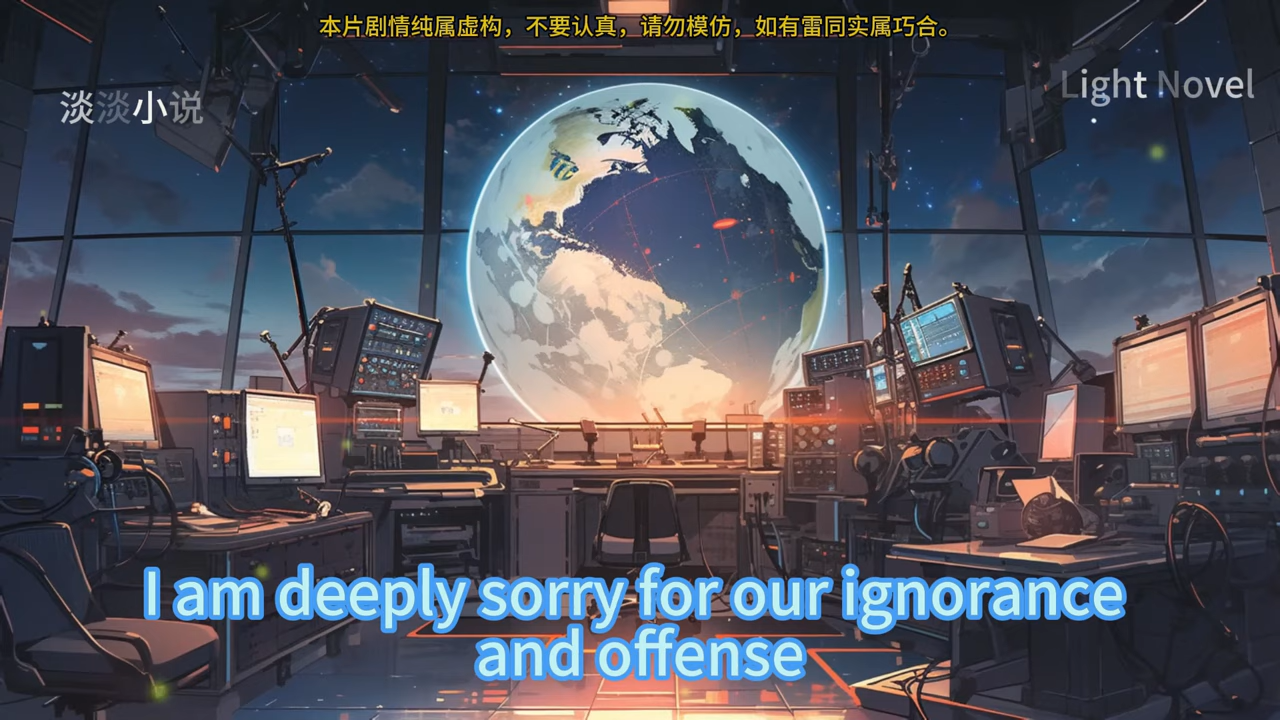 本片剧情纯属虚构，不要认真，请勿模仿，如有雷同实属巧合。
淡淡小说
Light Novel
I am deeply sorry for our ignorance
and offense